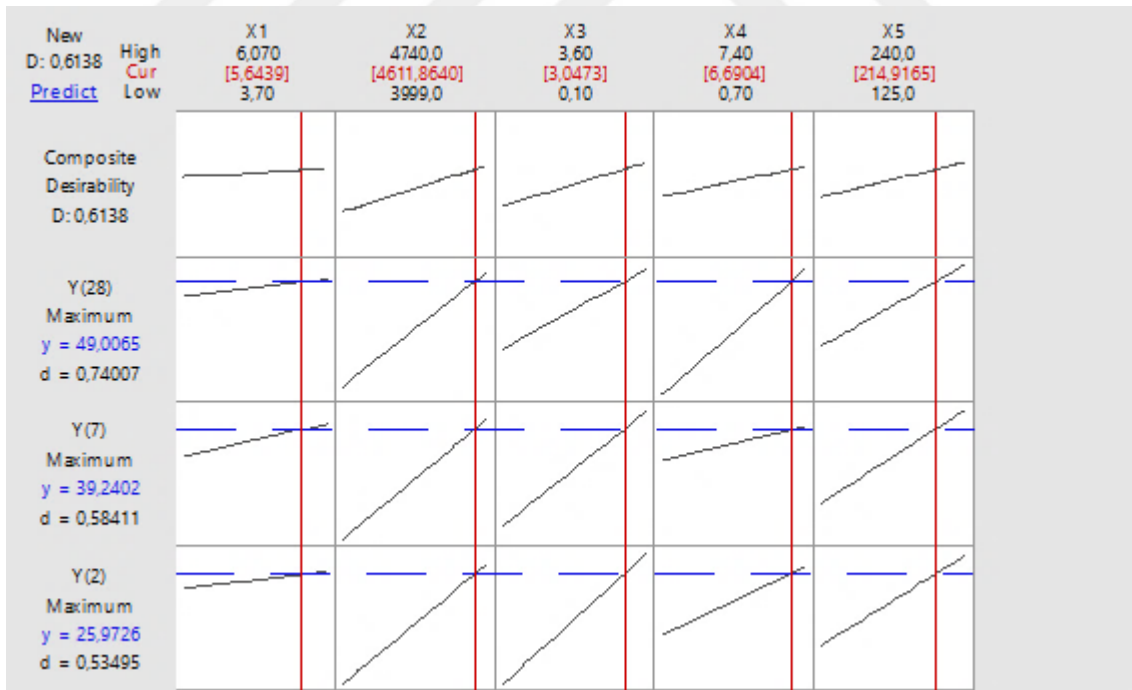 New X1 X2 X3 X4 X5
D: 0,6138 High 6,070 4740,0 3,60 7,40 240,0
Cur [5,6439] [4611,8640] [3,0473] [6,6904] [214,9165]
Predict Low 3,70 3999,0 0,10 0,70 125,0
Composite
Desirability
D: 0,6138
Y(28)
Maximum
y = 49,0065
d = 0,74007
Y(7)
Maximum
y = 39,2402
d = 0,58411
Y(2)
Maximum
y = 25,9726
d = 0,53495